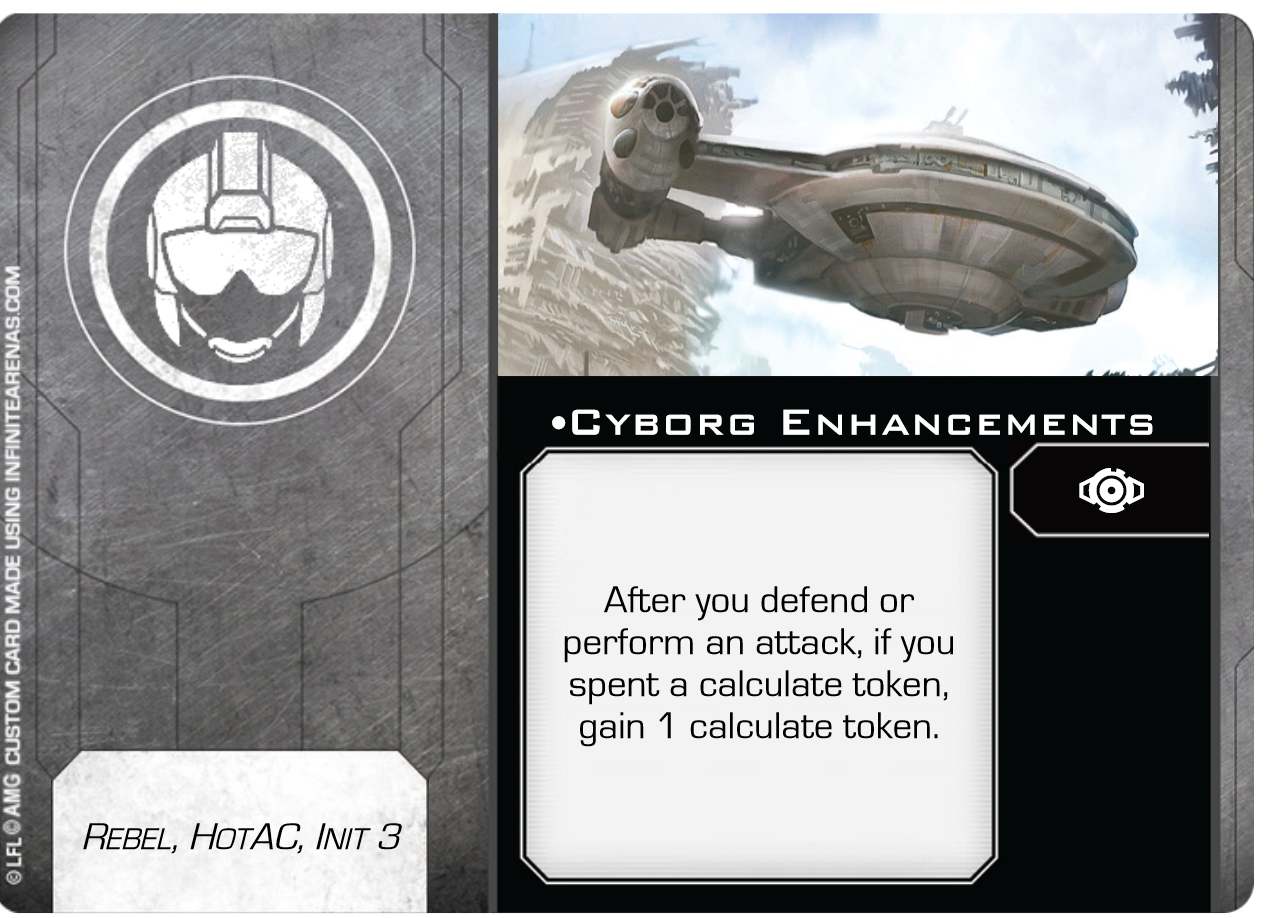 © LFL © AMG CUSTOM CARD MADE USING INFINITEARENAS.COM
•Cyborg Enhancements
After you defend or
perform an attack, if you
spent a calculate token,
gain 1 calculate token.
Rebel, HotAC, Init 3